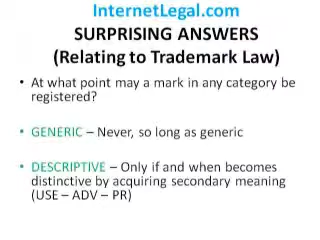 InternetLegal.com
SURPRISING ANSWERS
(Relating to Trademark Law)
• At what point may a mark in any category be
registered?
• GENERIC – Never, so long as generic
• DESCRIPTIVE – Only if and when becomes
distinctive by acquiring secondary meaning
(USE – ADV – PR)